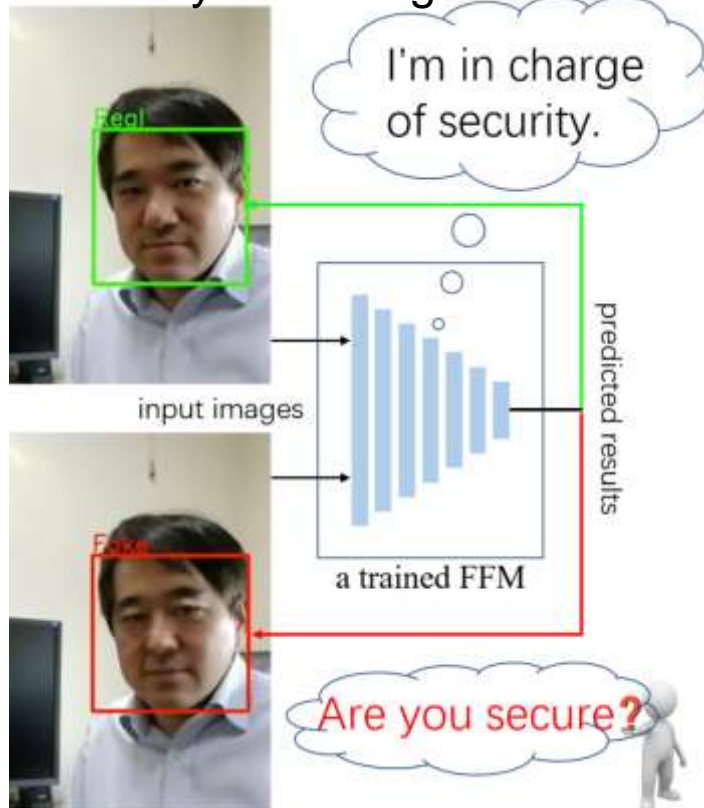 Real
I'm in charge
of security.
predicted results
input images
a trained FFM
Fake
Are you secure?